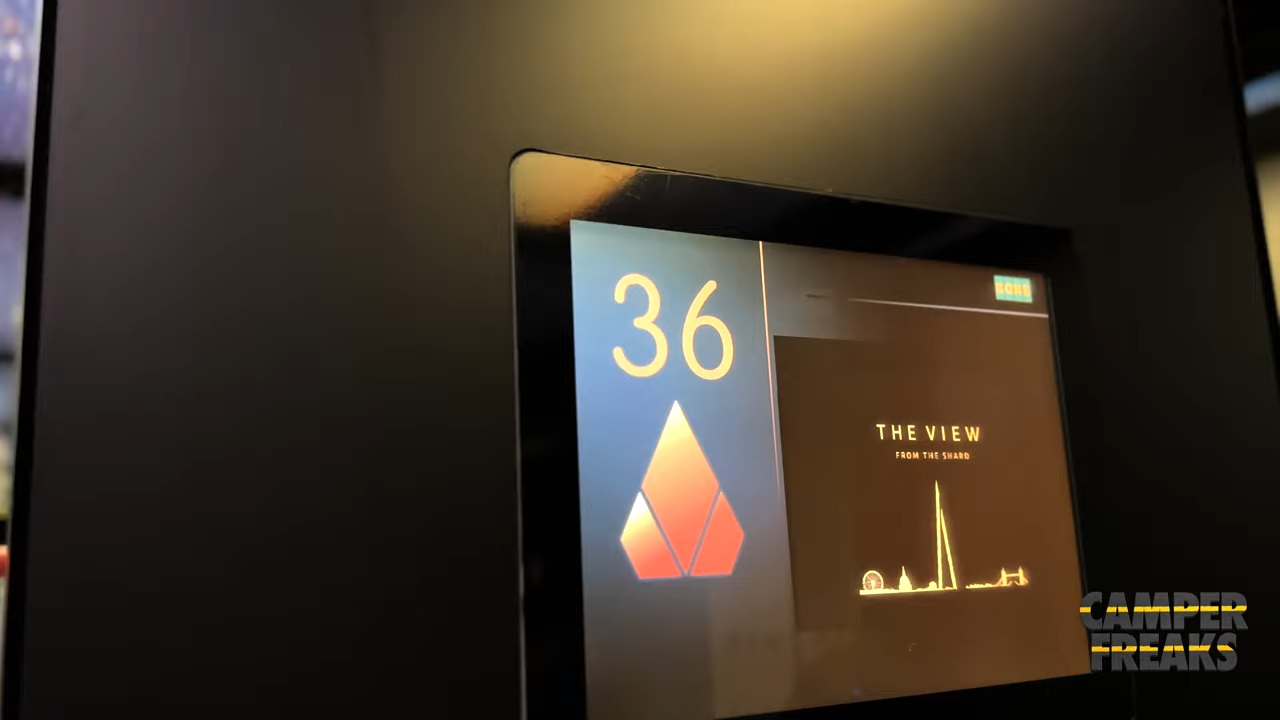 36
THE VIEW
FROM THE SHARD
CAMPER
FREAKS